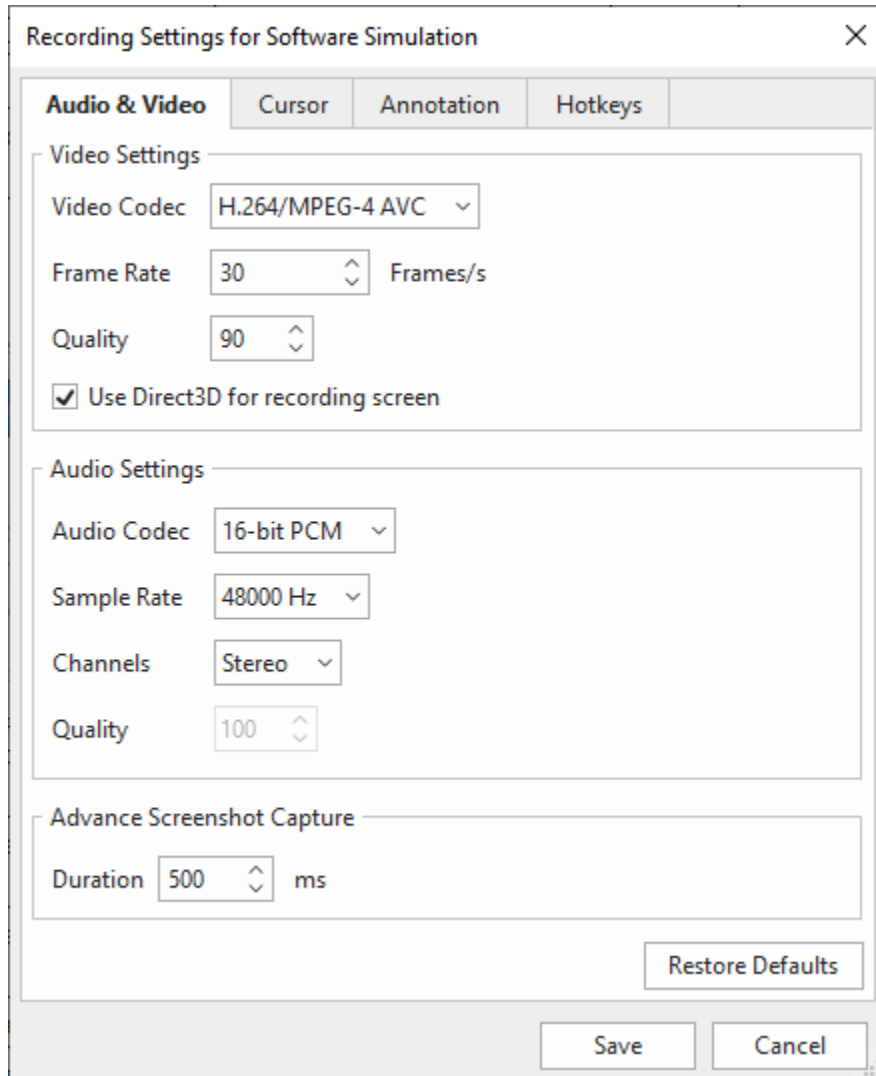 Recording Settings for Software Simulation
Audio & Video Cursor Annotation Hotkeys
Video Settings
Video Codec H.264/MPEG-4 AVC
Frame Rate 30 Frames/s
Quality 90
Use Direct3D for recording screen
Audio Settings
Audio Codec 16-bit PCM
Sample Rate 48000 Hz
Channels Stereo
Quality 100
Advance Screenshot Capture
Duration 500 ms
Restore Defaults
Save Cancel